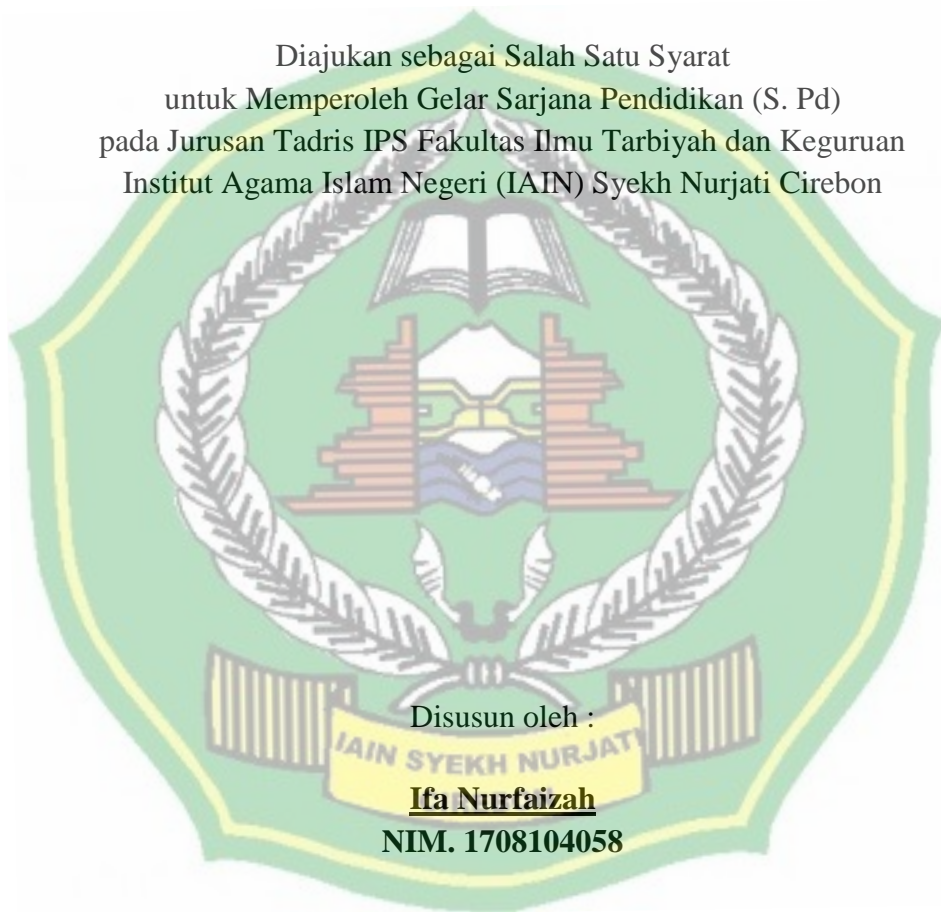 Diajukan sebagai Salah Satu Syarat
untuk Memperoleh Gelar Sarjana Pendidikan (S. Pd)
pada Jurusan Tadris IPS Fakultas Ilmu Tarbiyah dan Keguruan
Institut Agama Islam Negeri (IAIN) Syekh Nurjati Cirebon
Disusun oleh :
IAIN SYEKH NURJATI
Ifa Nurfaizah
NIM. 1708104058